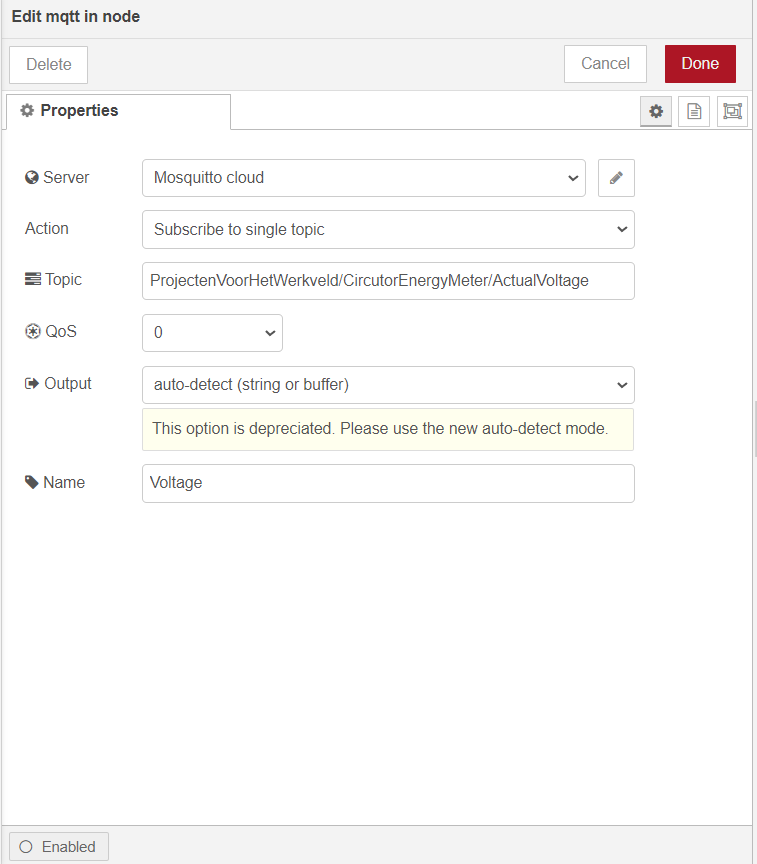 Edit mqtt in node
Delete
Cancel
Done
Properties
Server
Mosquitto cloud
Action
Subscribe to single topic
Topic
ProjectenVoorHetWerkveld/CircutorEnergyMeter/ActualVoltage
QoS
0
Output
auto-detect (string or buffer)
This option is depreciated. Please use the new auto-detect mode.
Name
Voltage
Enabled